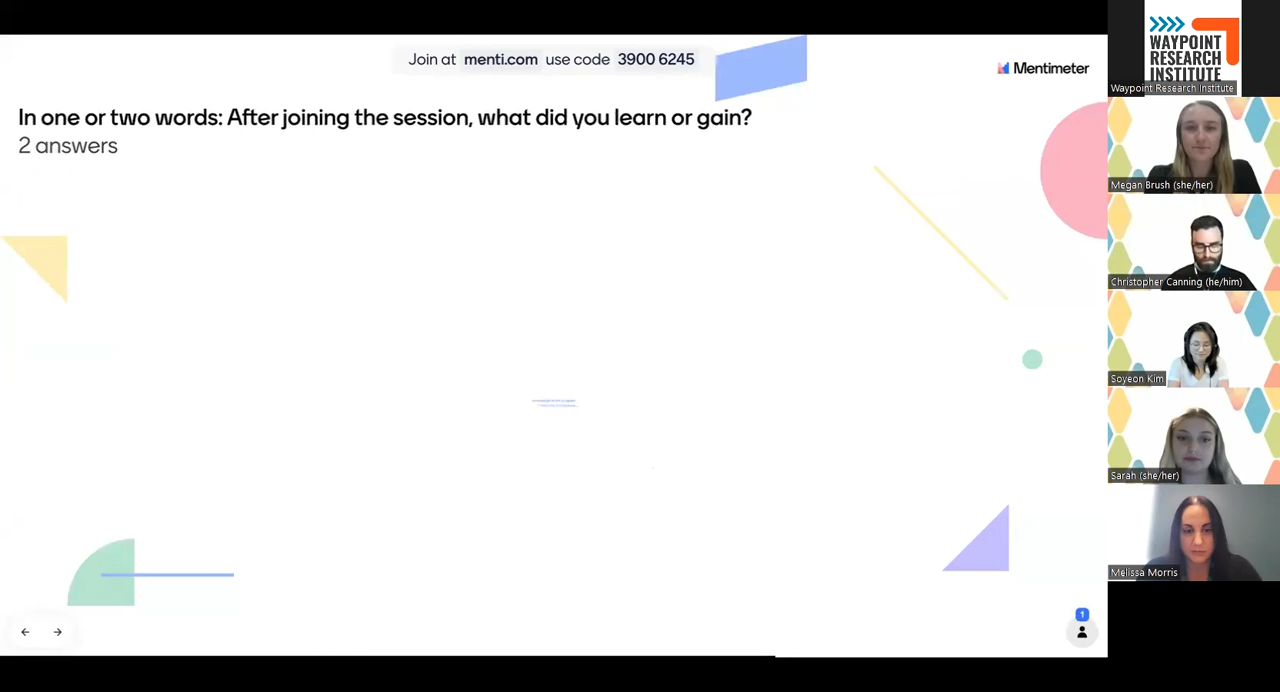 Join at menti.com use code 3900 6245
Mentimeter
In one or two words: After joining the session, what did you learn or gain?
2 answers
1
WAYPOINT
RESEARCH
INSTITUTE
Waypoint Research Institute
Megan Brush (she/her)
Christopher Canning (he/him)
Soyeon Kim
Sarah (she/her)
Melissa Morris